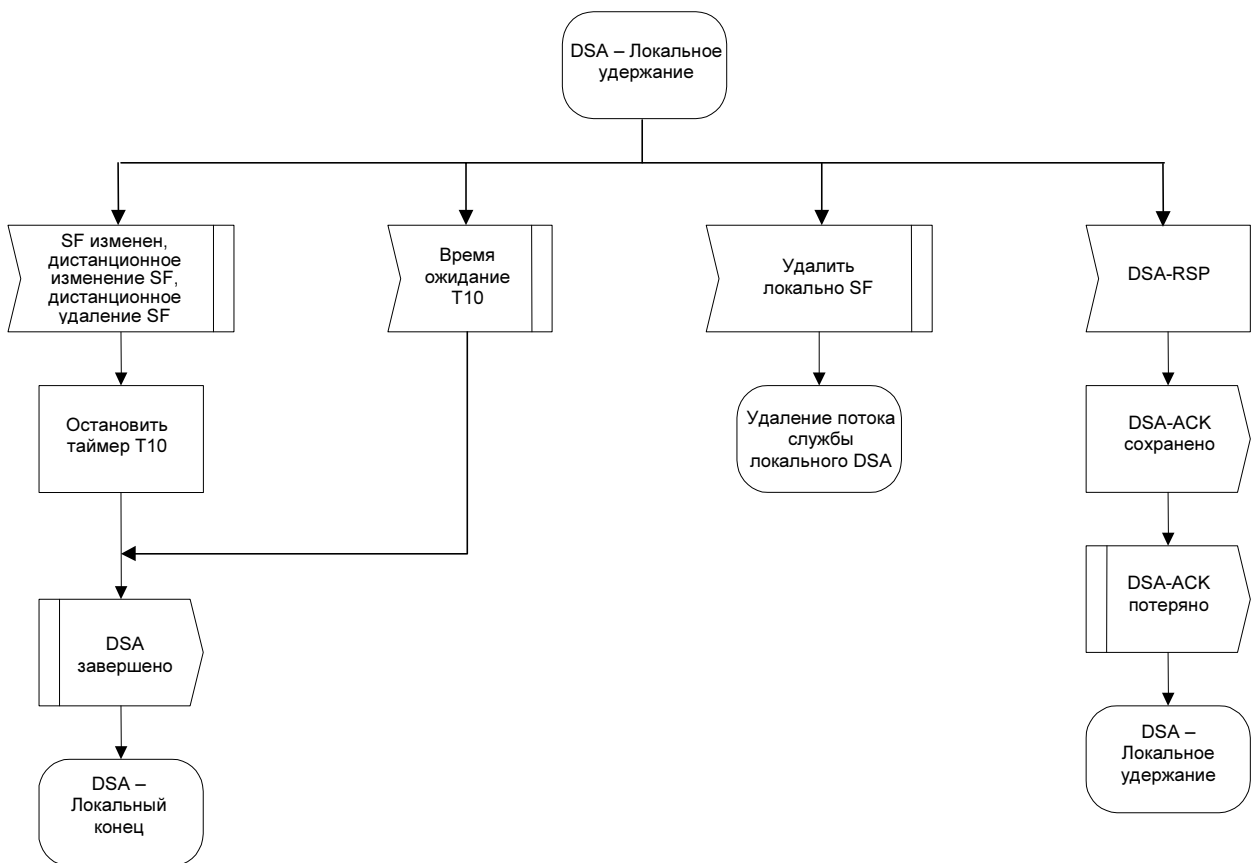 DSA – Локальное
удержание
SF изменен,
дистанционное
изменение SF,
дистанционное
удаление SF
Время
ожидание
T10
Удалить
локально SF
DSA-RSP
Остановить
таймер T10
Удаление потока
службы
локального DSA
DSA-ACK
сохранено
DSA-ACK
потеряно
DSA
завершено
DSA –
Локальное
удержание
DSA –
Локальный
конец